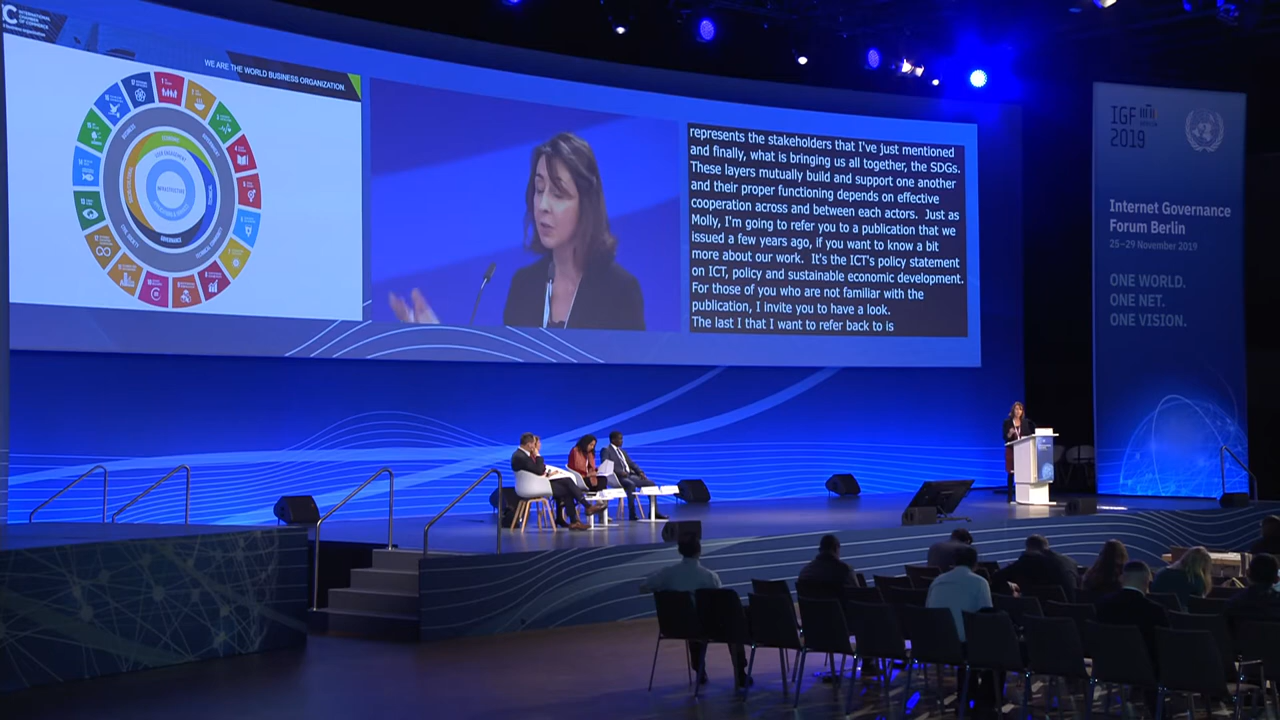 INTERNATIONAL
CHAMBER
OF COMMERCE
WE ARE THE WORLD BUSINESS ORGANIZATION.
INFRASTRUCTURE
GOVERNANCE
represents the stakeholders that I've just mentioned
and finally, what is bringing us all together, the SDGs.
These layers mutually build and support one another
and their proper functioning depends on effective
cooperation across and between each actors.  Just as
Molly, I'm going to refer you to a publication that we
issued a few years ago, if you want to know a bit
more about our work.  It's the ICT's policy statement
on ICT, policy and sustainable economic development.
For those of you who are not familiar with the
publication, I invite you to have a look.
The last I that I want to refer back to is
IGF
2019
Internet Governance
Forum Berlin
25–29 November 2019
ONE WORLD.
ONE NET.
ONE VISION.